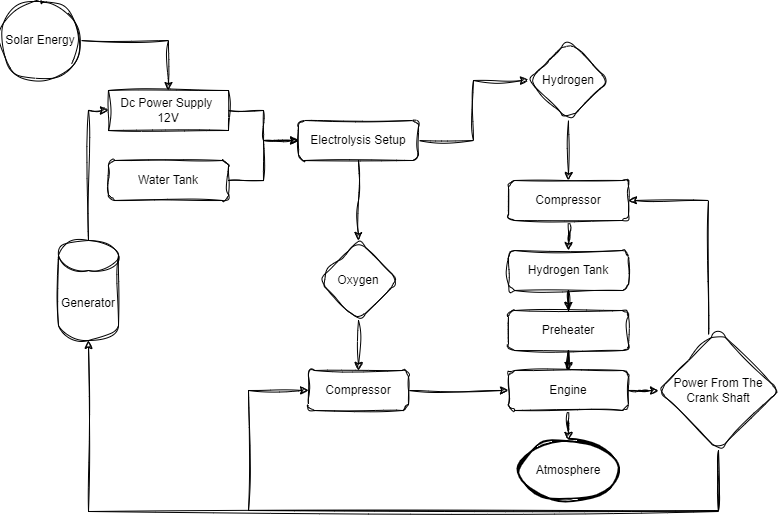 Solar Energy
Dc Power Supply
12V
Hydrogen
Electrolysis Setup
Water Tank
Compressor
Hydrogen Tank
Oxygen
Generator
Preheater
Compressor
Engine
Power From The
Crank Shaft
Atmosphere